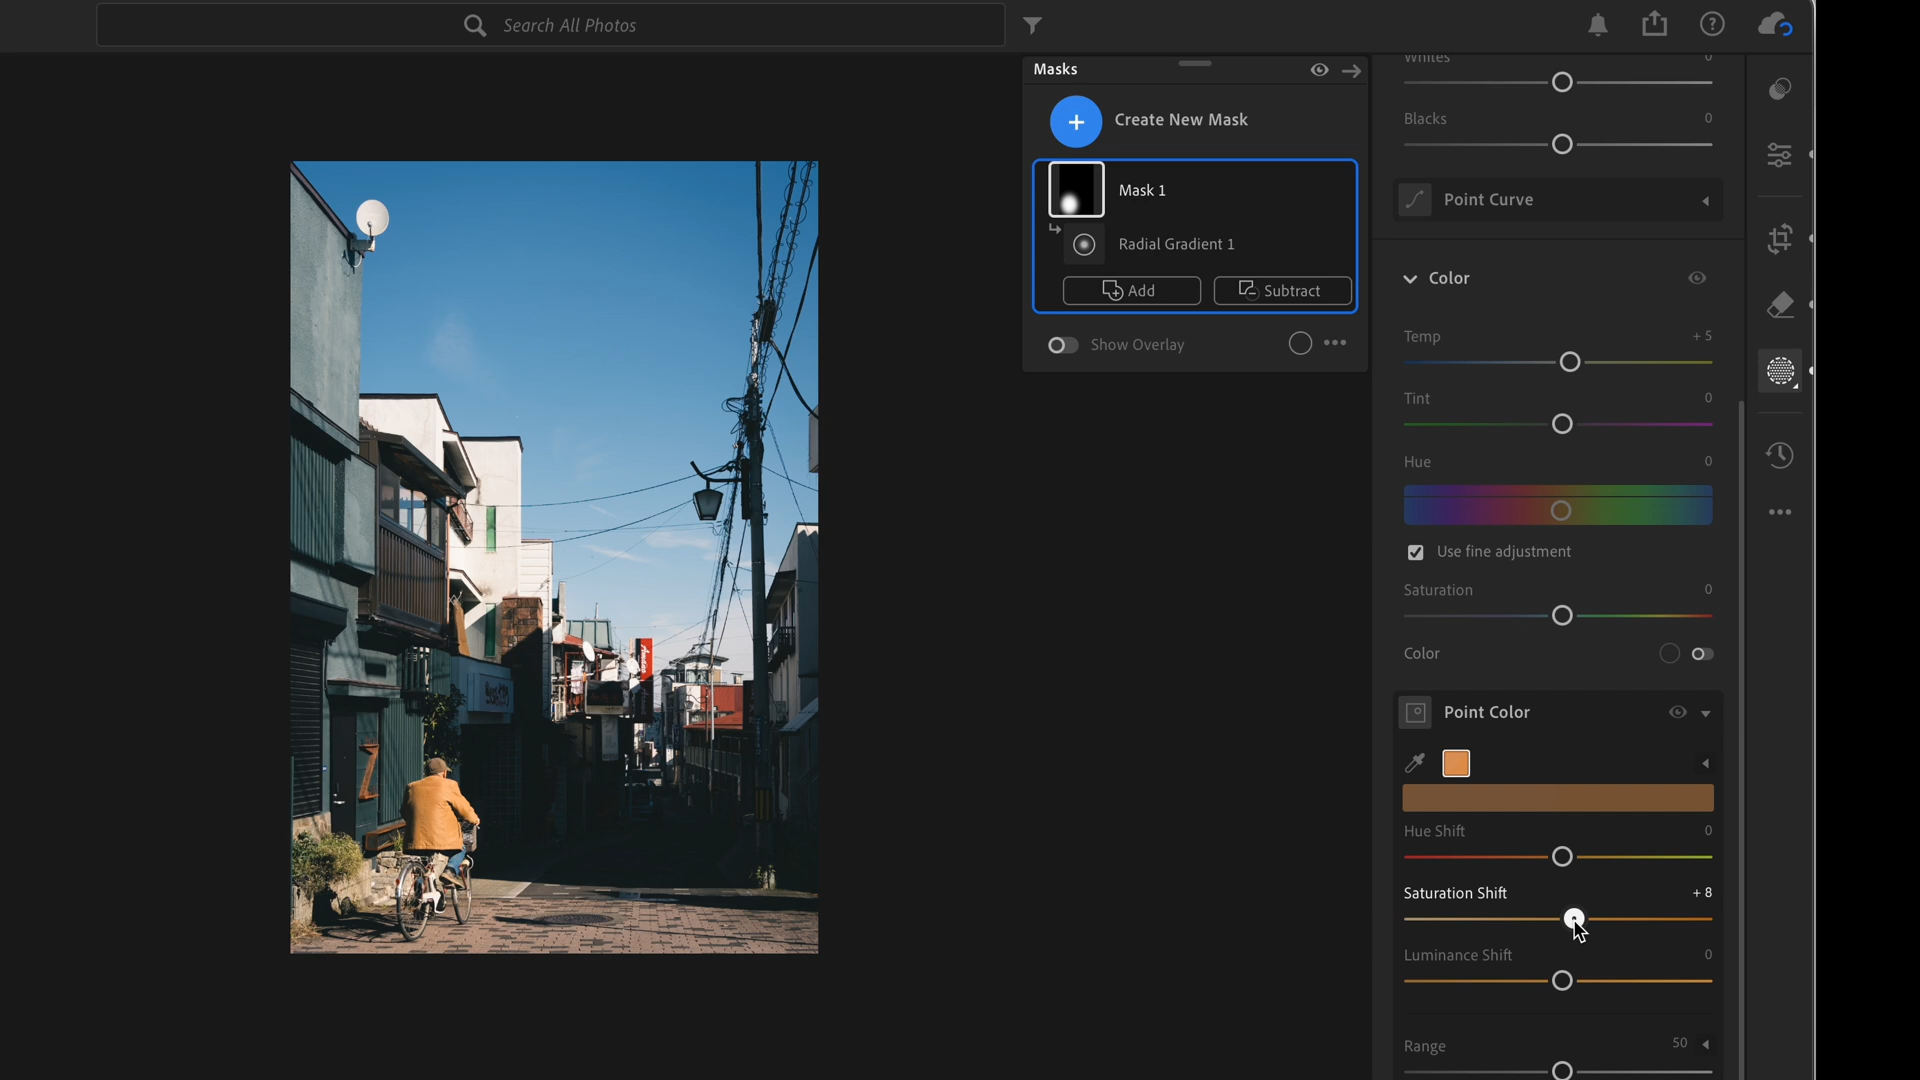 Search All Photos
Masks
Create New Mask
Mask 1
Radial Gradient 1
Add
Subtract
Show Overlay
Whites 0
Blacks 0
Point Curve
Color
Temp + 5
Tint 0
Hue 0
Use fine adjustment
Saturation 0
Color
Point Color
Hue Shift 0
Saturation Shift + 8
Luminance Shift 0
Range 50